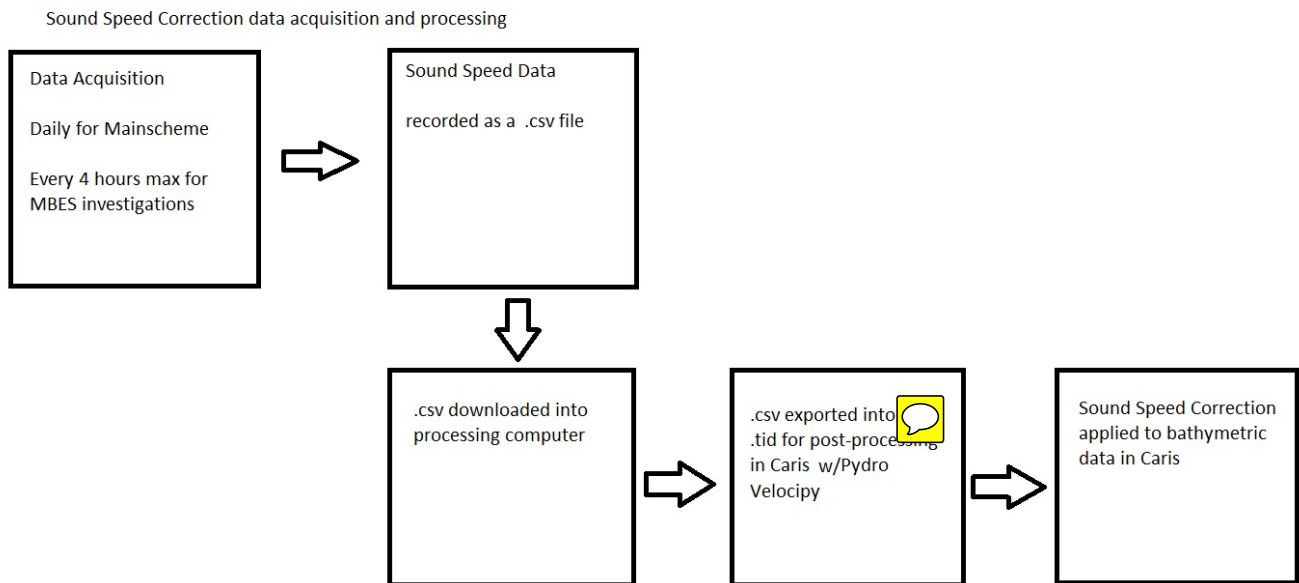 Sound Speed Correction data acquisition and processing
Data Acquisition
Daily for Mainscheme
Every 4 hours max for
MBES investigations
Sound Speed Data
recorded as a .csv file
.csv downloaded into
processing computer
.csv exported into
.tid for post-processing
in Caris w/Pydro
Velocipy
Sound Speed Correction
applied to bathymetric
data in Caris